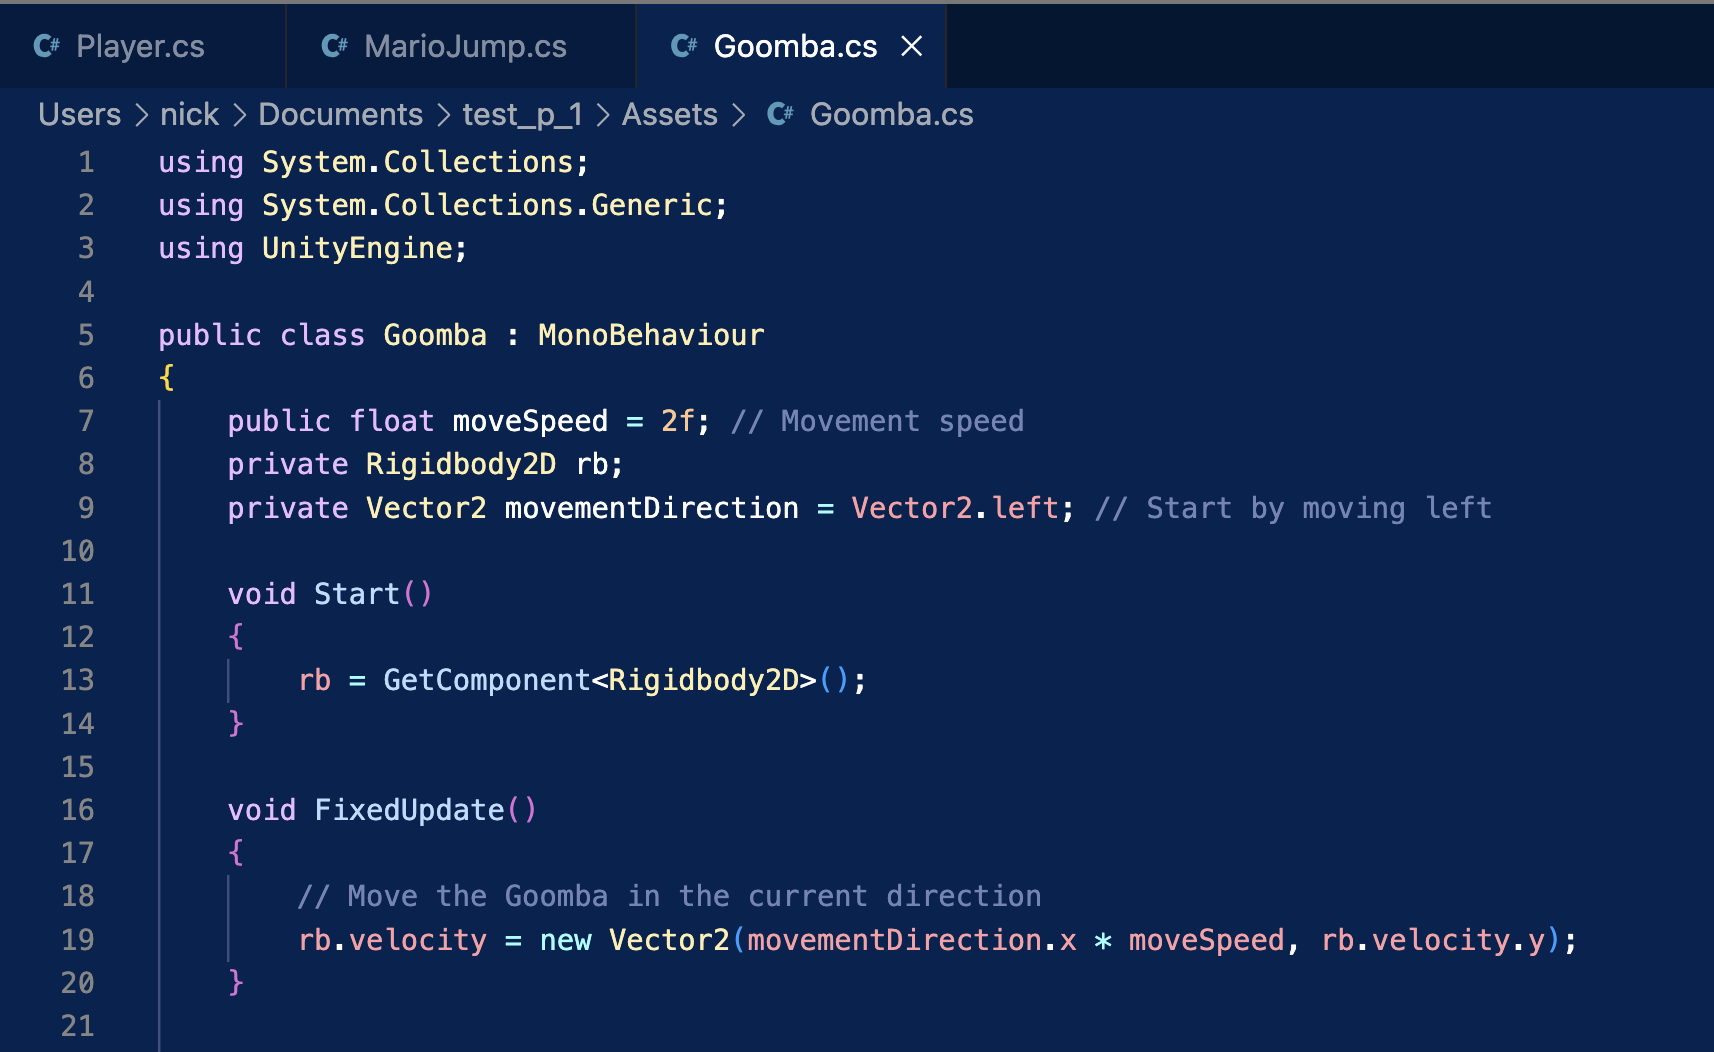 C# Player.cs C# MarioJump.cs C# Goomba.cs ×
Users > nick > Documents > test_p_1 > Assets > C# Goomba.cs
1 using System.Collections;
2 using System.Collections.Generic;
3 using UnityEngine;
4
5 public class Goomba : MonoBehaviour
6 {
7     public float moveSpeed = 2f; // Movement speed
8     private Rigidbody2D rb;
9     private Vector2 movementDirection = Vector2.left; // Start by moving left
10
11     void Start()
12     {
13         rb = GetComponent<Rigidbody2D>();
14     }
15
16     void FixedUpdate()
17     {
18         // Move the Goomba in the current direction
19         rb.velocity = new Vector2(movementDirection.x * moveSpeed, rb.velocity.y);
20     }
21